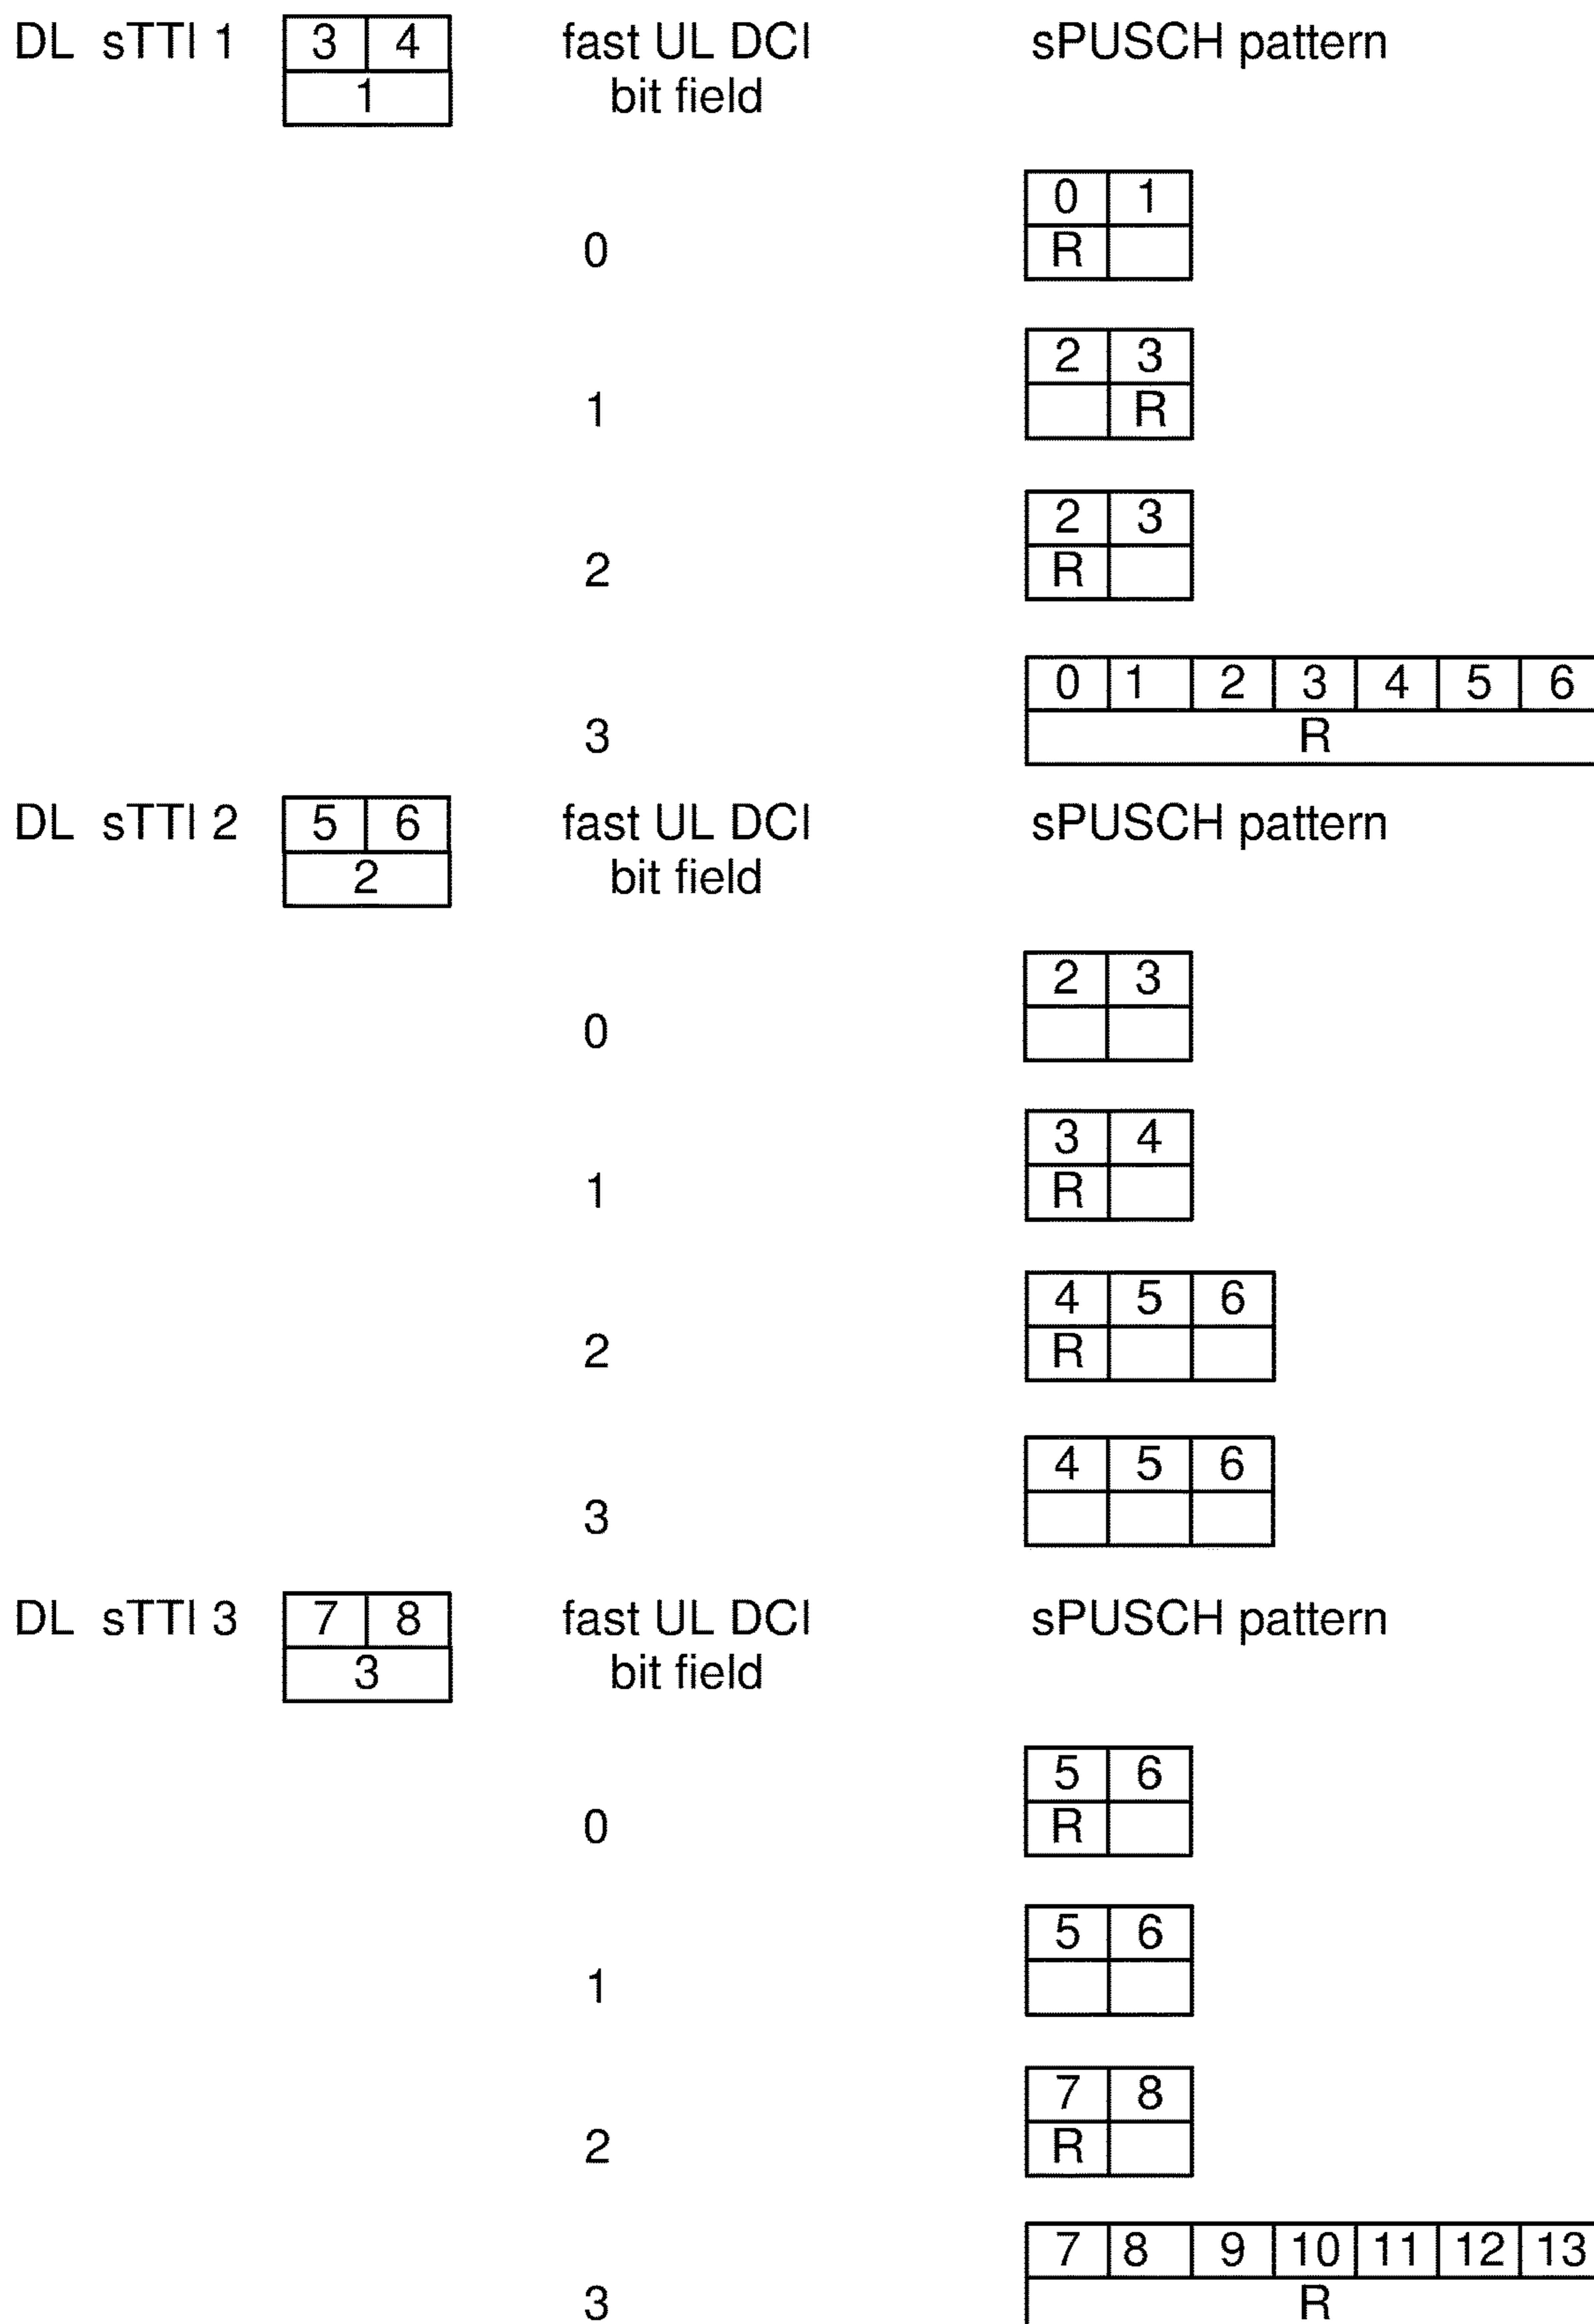 DL sTTI 1 3 4 fast UL DCI sPUSCH pattern
1 bit field
0 1
0 R
2 3
1 R
2 3
2 R
0 1 2 3 4 5 6
3 R
DL sTTI 2 5 6 fast UL DCI sPUSCH pattern
2 bit field
2 3
0
3 4
1 R
4 5 6
2 R
4 5 6
3
DL sTTI 3 7 8 fast UL DCI sPUSCH pattern
3 bit field
5 6
0 R
5 6
1
7 8
2 R
7 8 9 10 11 12 13
3 R